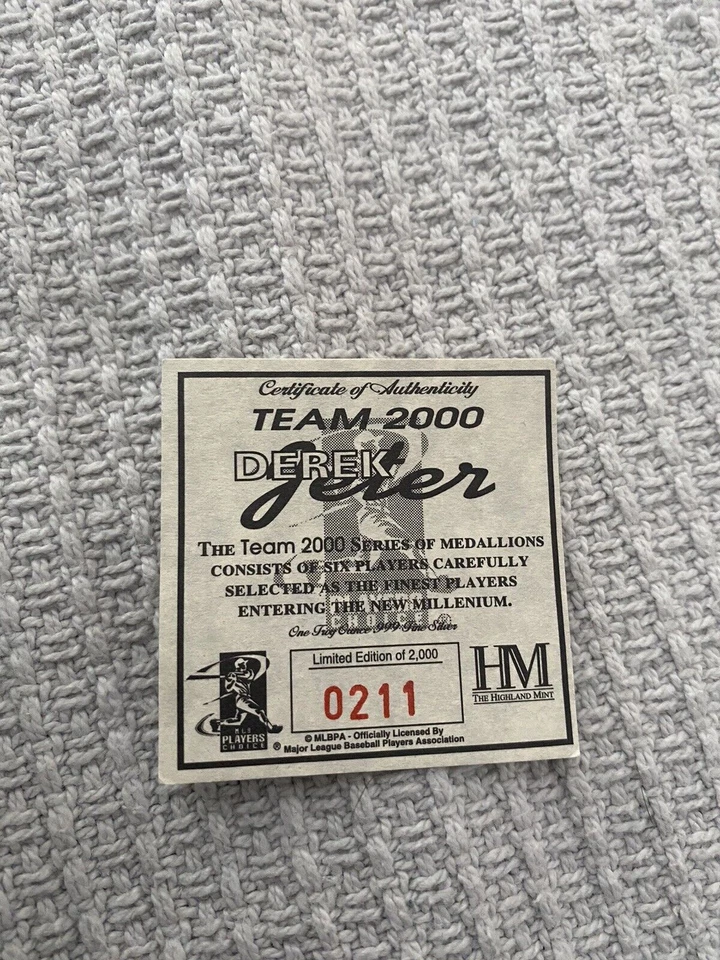 Certificate of Authenticity
TEAM 2000
DEREK Jeter
THE Team 2000 SERIES OF MEDALLIONS
CONSISTS OF SIX PLAYERS CAREFULLY
SELECTED AS THE FINEST PLAYERS
ENTERING THE NEW MILLENIUM.
One Troy Ounce .999 Fine Silver
Limited Edition of 2,000
0211
HM
THE HIGHLAND MINT
MLB
PLAYERS
CHOICE ®
© MLBPA - Officially Licensed By
Major League Baseball Players Association